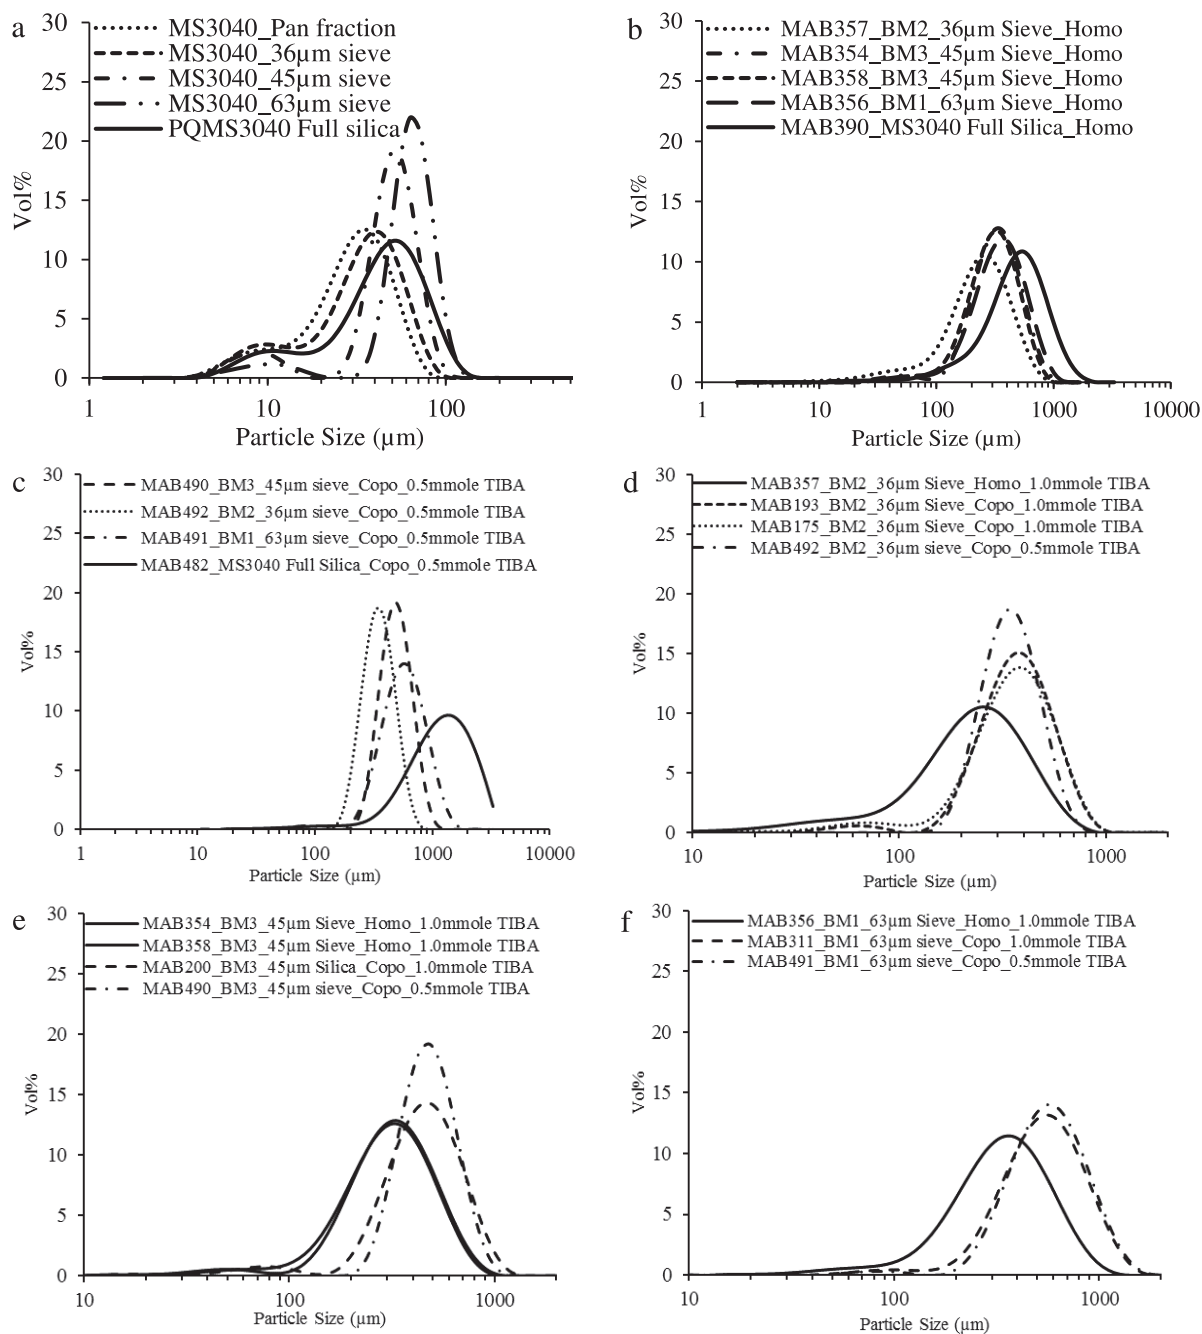 a
30
25
20
15
10
5
0
Vol%
MS3040_Pan fraction
MS3040_36µm sieve
MS3040_45µm sieve
MS3040_63µm sieve
PQMS3040 Full silica
1
10
100
Particle Size (µm)
b
30
25
20
15
10
5
0
Vol%
MAB357_BM2_36µm Sieve_Homo
MAB354_BM3_45µm Sieve_Homo
MAB358_BM3_45µm Sieve_Homo
MAB356_BM1_63µm Sieve_Homo
MAB390_MS3040 Full Silica_Homo
1
10
100
1000
10000
Particle Size (µm)
c
30
25
20
15
10
5
0
Vol%
MAB490_BM3_45µm sieve_Copo_0.5mmole TIBA
MAB492_BM2_36µm sieve_Copo_0.5mmole TIBA
MAB491_BM1_63µm sieve_Copo_0.5mmole TIBA
MAB482_MS3040 Full Silica_Copo_0.5mmole TIBA
1
10
100
1000
10000
Particle Size (µm)
d
30
25
20
15
10
5
0
Vol%
MAB357_BM2_36µm Sieve_Homo_1.0mmole TIBA
MAB193_BM2_36µm Sieve_Copo_1.0mmole TIBA
MAB175_BM2_36µm Sieve_Copo_1.0mmole TIBA
MAB492_BM2_36µm sieve_Copo_0.5mmole TIBA
10
100
1000
Particle Size (µm)
e
30
25
20
15
10
5
0
Vol%
MAB354_BM3_45µm Sieve_Homo_1.0mmole TIBA
MAB358_BM3_45µm Sieve_Homo_1.0mmole TIBA
MAB200_BM3_45µm Silica_Copo_1.0mmole TIBA
MAB490_BM3_45µm sieve_Copo_0.5mmole TIBA
10
100
1000
Particle Size (µm)
f
30
25
20
15
10
5
0
Vol%
MAB356_BM1_63µm Sieve_Homo_1.0mmole TIBA
MAB311_BM1_63µm sieve_Copo_1.0mmole TIBA
MAB491_BM1_63µm sieve_Copo_0.5mmole TIBA
10
100
1000
Particle Size (µm)